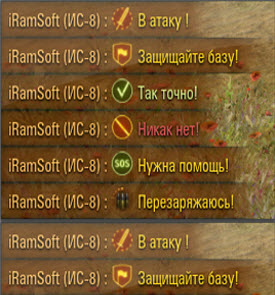 iRamSoft (ИС-8) : В атаку !
iRamSoft (ИС-8) : Защищайте базу!
iRamSoft (ИС-8) : Так точно!
iRamSoft (ИС-8) : Никак нет!
iRamSoft (ИС-8) : SOS Нужна помощь!
iRamSoft (ИС-8) : Перезаряжаюсь!
iRamSoft (ИС-8) : В атаку !
iRamSoft (ИС-8) : Защищайте базу!